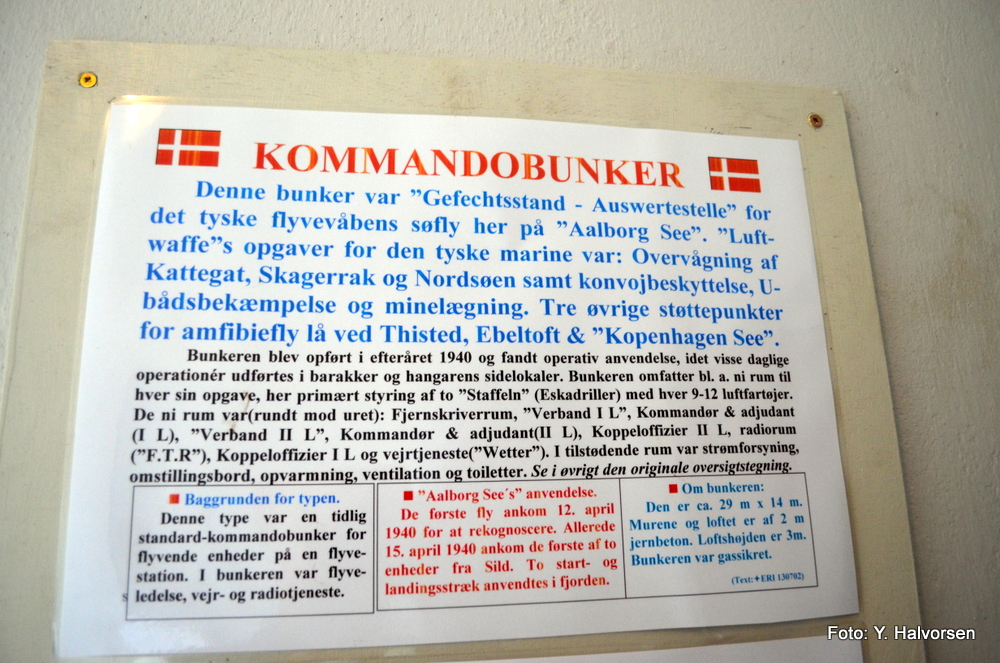 KOMMANDOBUNKER
Denne bunker var ”Gefechtsstand - Auswertestelle” for
det tyske flyvevåbens søfly her på ”Aalborg See”. ”Luft-
waffe”s opgaver for den tyske marine var: Overvågning af
Kattegat, Skagerrak og Nordsøen samt konvojbeskyttelse, U-
bådsbekæmpelse og minelægning. Tre øvrige støttepunkter
for amfibiefly lå ved Thisted, Ebeltoft & ”Kopenhagen See”.
Bunkeren blev opført i efteråret 1940 og fandt operativ anvendelse, idet visse daglige
operationér udførtes i barakker og hangarens sidelokaler. Bunkeren omfatter bl. a. ni rum til
hver sin opgave, her primært styring af to ”Staffeln” (Eskadriller) med hver 9-12 luftfartøjer.
De ni rum var(rundt mod uret): Fjernskriverrum, ”Verband I L”, Kommandør & adjudant
(I L), ”Verband II L”, Kommandør & adjudant(II L), Koppeloffizier II L, radiorum
(”F.T.R”), Koppeloffizier I L og vejrtjeneste(”Wetter”). I tilstødende rum var strømforsyning,
omstillingsbord, opvarmning, ventilation og toiletter. Se i øvrigt den originale oversigtstegning.
Baggrunden for typen.
Denne type var en tidlig
standard-kommandobunker for
flyvende enheder på en flyve-
station. I bunkeren var flyve-
ledelse, vejr- og radiotjeneste.
”Aalborg See´s” anvendelse.
De første fly ankom 12. april
1940 for at rekognoscere. Allerede
15. april 1940 ankom de første af to
enheder fra Sild. To start- og
landingsstræk anvendtes i fjorden.
Om bunkeren:
Den er ca. 29 m x 14 m.
Murene og loftet er af 2 m
jernbeton. Loftshøjden er 3m.
Bunkeren var gassikret.
(Text:+ERI 130702)
Foto: Y. Halvorsen